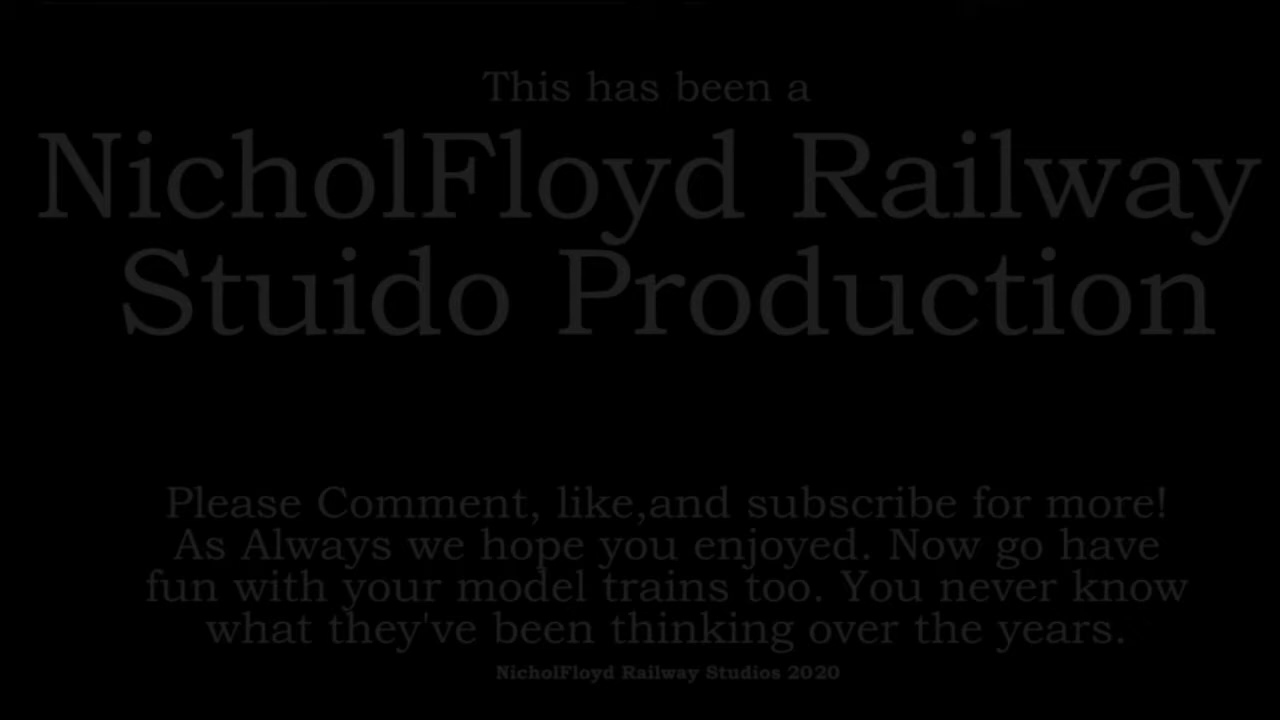 This has been a
NicholFloyd Railway
Stuido Production
Please Comment, like,and subscribe for more!
As Always we hope you enjoyed. Now go have
fun with your model trains too. You never know
what they've been thinking over the years.
NicholFloyd Railway Studios 2020